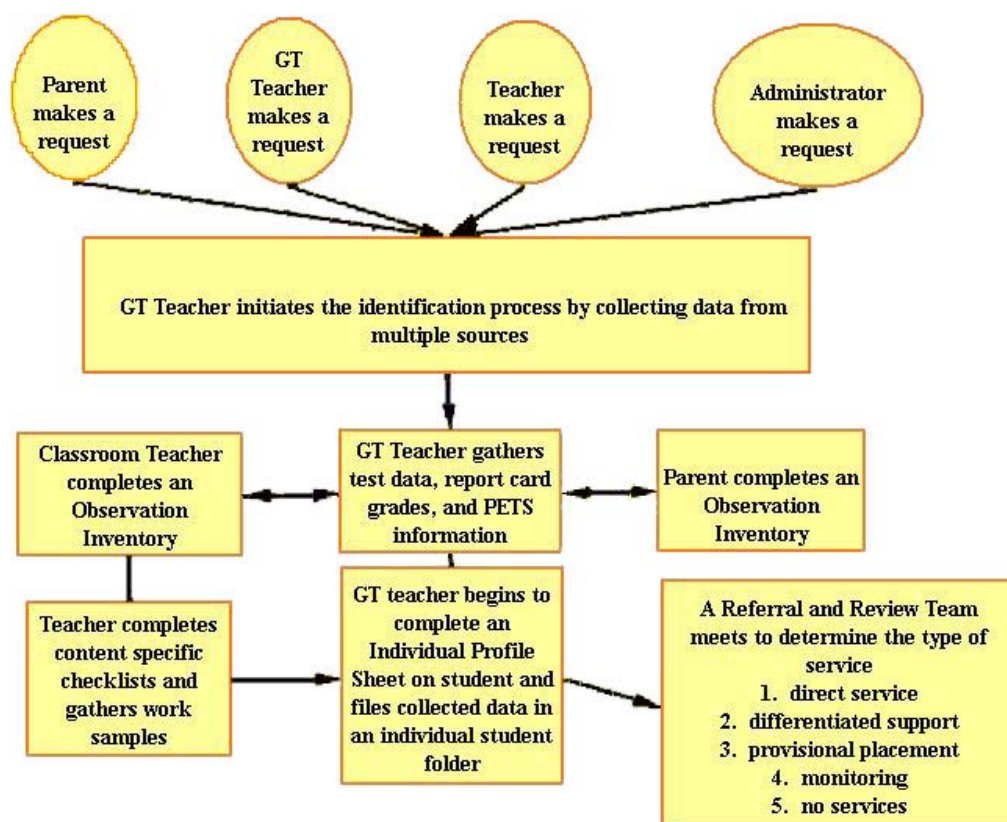 Parent
makes a
request
GT
Teacher
makes a
request
Teacher
makes a
request
Administrator
makes a
request
GT Teacher initiates the identification process by collecting data from
multiple sources
Classroom Teacher
completes an
Observation
Inventory
GT Teacher gathers
test data, report card
grades, and PETS
information
Parent completes an
Observation
Inventory
Teacher completes
content specific
checklists and
gathers work
samples
GT teacher begins to
complete an
Individual Profile
Sheet on student and
files collected data in
an individual student
folder
A Referral and Review Team
meets to determine the type of
service
1. direct service
2. differentiated support
3. provisional placement
4. monitoring
5. no services